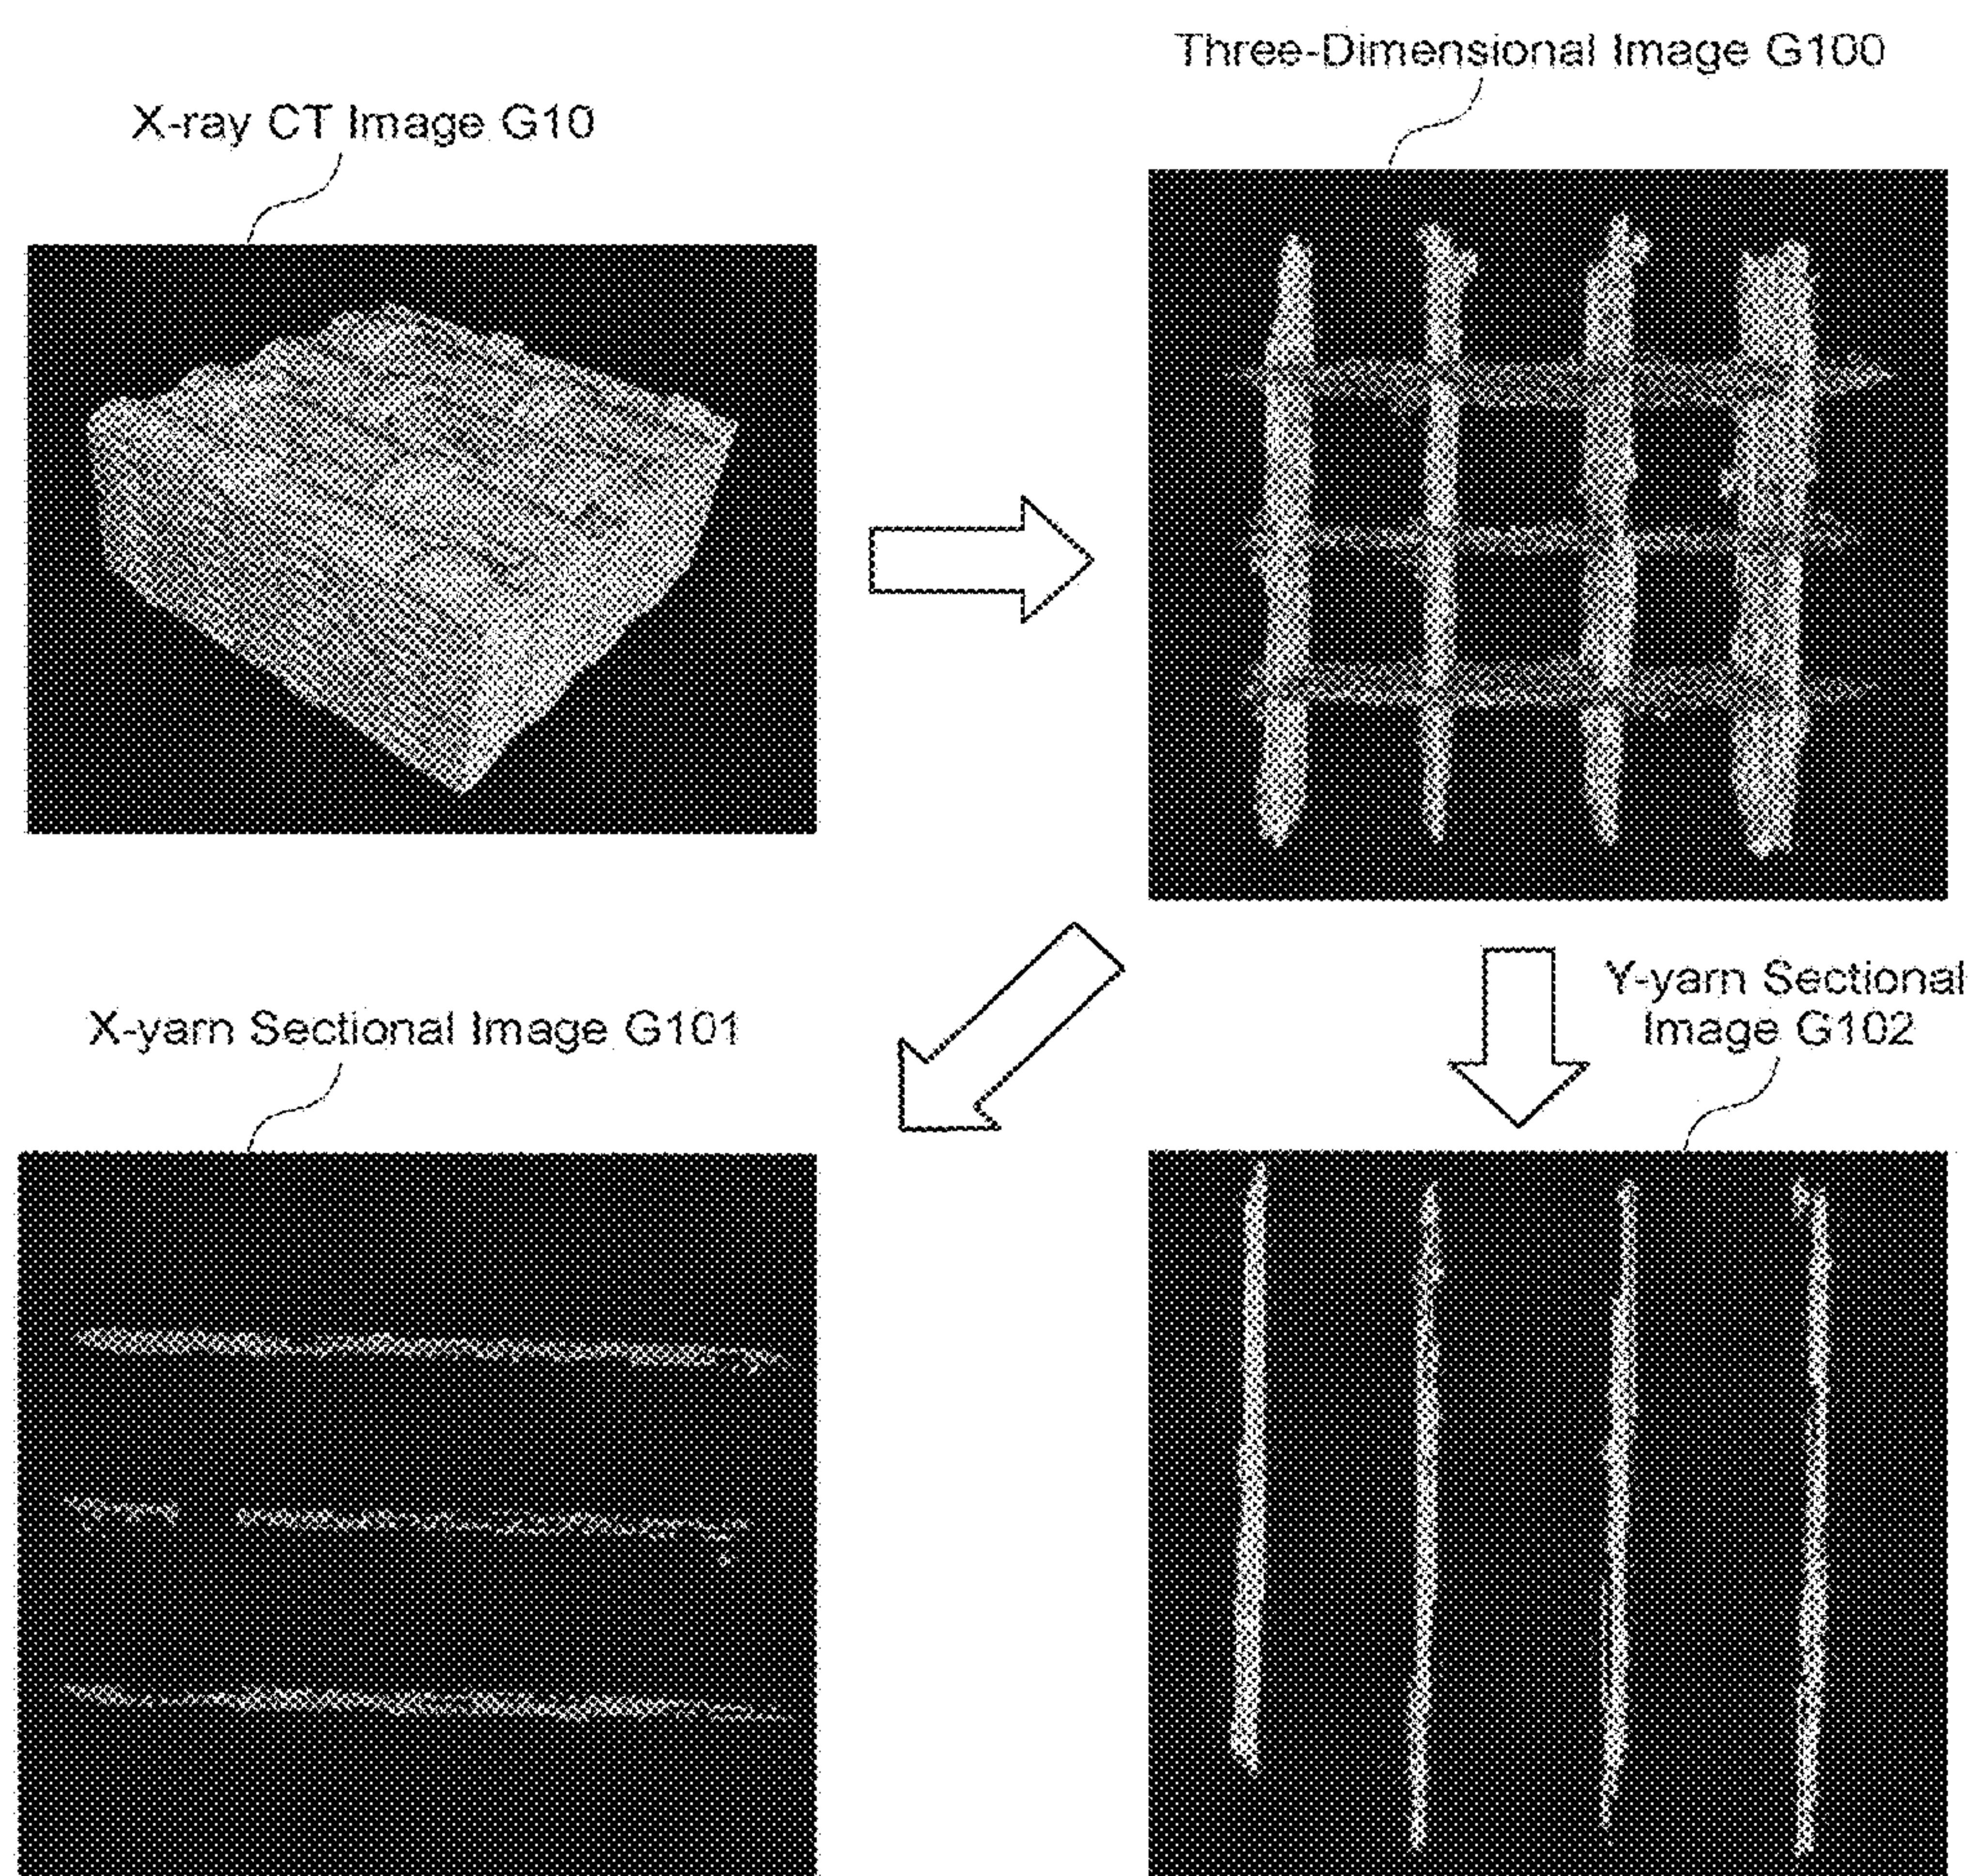 Three-Dimensional Image G100
X-ray CT Image G10
Y-yarn Sectional
Image G102
X-yarn Sectional Image G101